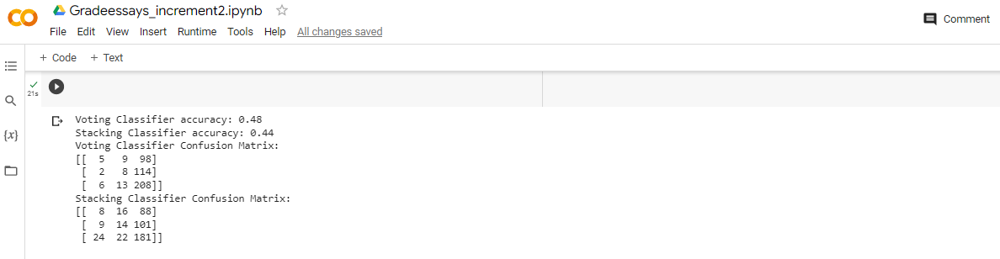 Gradeessays_increment2.ipynb
File Edit View Insert Runtime Tools Help All changes saved
Comment
+ Code + Text
21s
{x}
Voting Classifier accuracy: 0.48
Stacking Classifier accuracy: 0.44
Voting Classifier Confusion Matrix:
[[  5   9  98]
 [  2   8 114]
 [  6  13 208]]
Stacking Classifier Confusion Matrix:
[[  8  16  88]
 [  9  14 101]
 [ 24  22 181]]